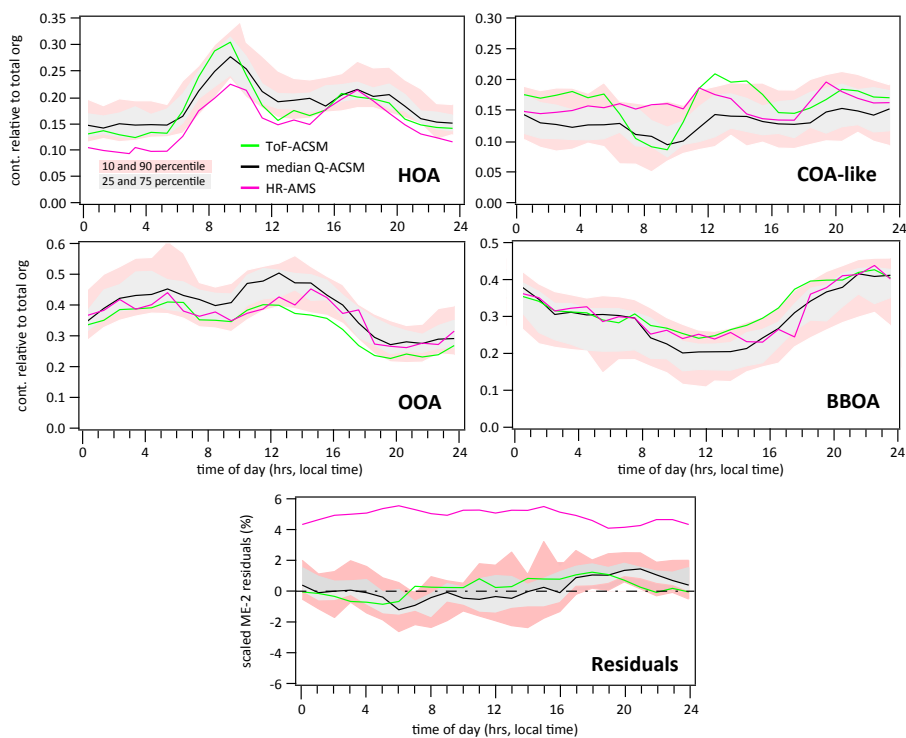 cont. relative to total org
0.35
0.30
0.25
0.20
0.15
0.10
0.05
0.00
ToF-ACSM
median Q-ACSM
HR-AMS
10 and 90 percentile
25 and 75 percentile
HOA
0 4 8 12 16 20 24
0.30
0.25
0.20
0.15
0.10
0.05
0.00
COA-like
0 4 8 12 16 20 24
cont. relative to total org
0.6
0.5
0.4
0.3
0.2
0.1
0.0
OOA
0 4 8 12 16 20 24
time of day (hrs, local time)
0.5
0.4
0.3
0.2
0.1
0.0
BBOA
0 4 8 12 16 20 24
time of day (hrs, local time)
scaled ME-2 residuals (%)
6
4
2
0
-2
-4
-6
Residuals
0 4 8 12 16 20 24
time of day (hrs, local time)